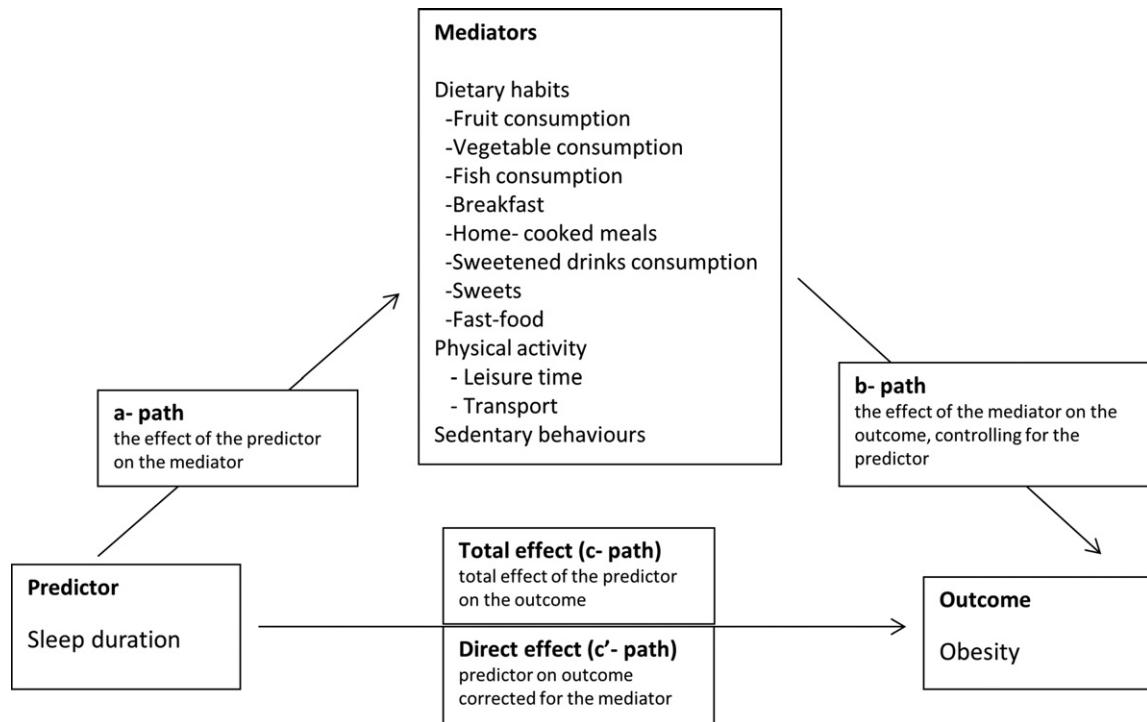 Mediators
Dietary habits
-Fruit consumption
-Vegetable consumption
-Fish consumption
-Breakfast
-Home- cooked meals
-Sweetened drinks consumption
-Sweets
-Fast-food
Physical activity
- Leisure time
- Transport
Sedentary behaviours
a- path
the effect of the predictor
on the mediator
b- path
the effect of the mediator on the
outcome, controlling for the
predictor
Predictor
Sleep duration
Total effect (c- path)
total effect of the predictor
on the outcome
Direct effect (c’- path)
predictor on outcome
corrected for the mediator
Outcome
Obesity